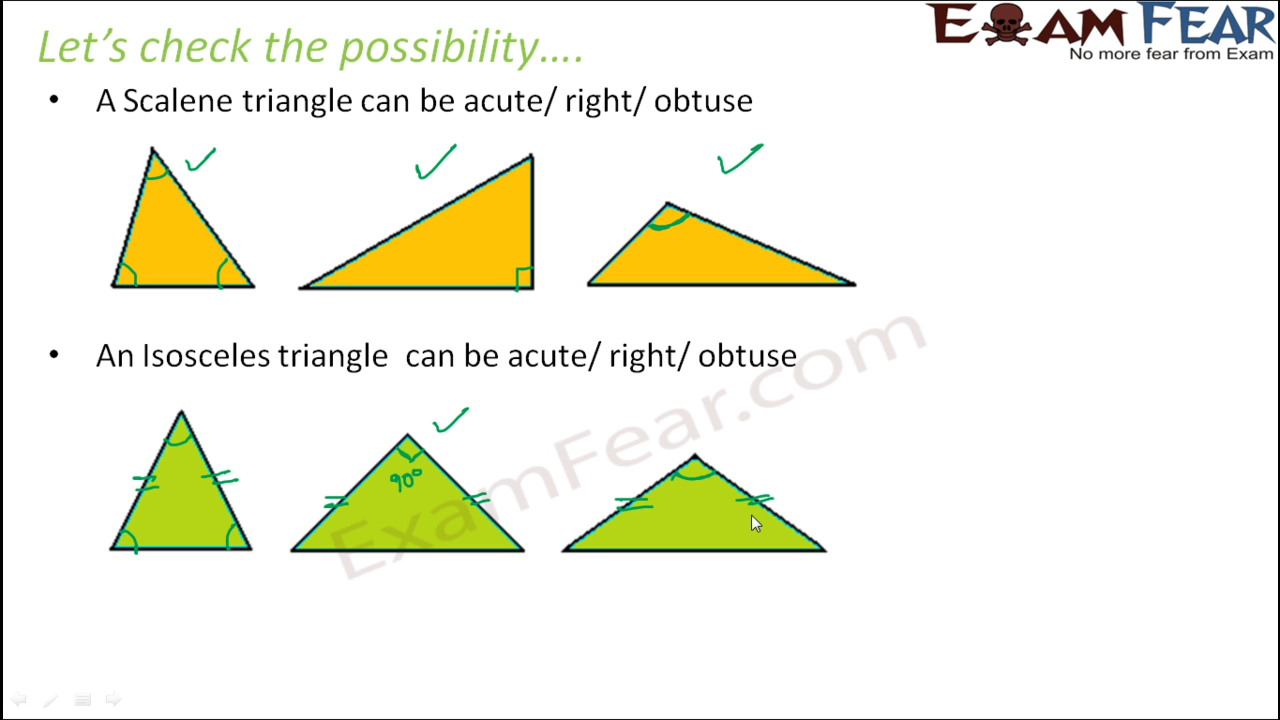 Let's check the possibility....
EXAM FEAR
No more fear from Exam
• A Scalene triangle can be acute/ right/ obtuse
• An Isosceles triangle can be acute/ right/ obtuse
90°
ExamFear.com